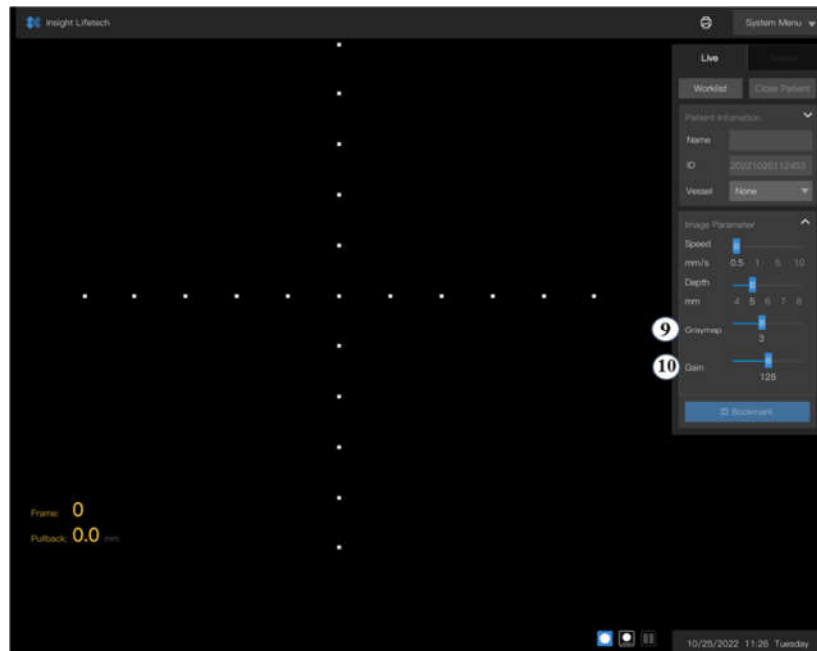 Insight Lifetech
System Menu
Live
Worklist
Close Patient
Patient Infomation
Name
ID
20221020112453
Vessel
None
Image Parameter
Speed
mm/s
0.5 1 5 10
Depth
mm
4 5 6 7 8
9
Graymap
3
10
Gain
128
Bookmark
Frame: 0
Pullback: 0.0 mm
10/25/2022 11:26 Tuesday